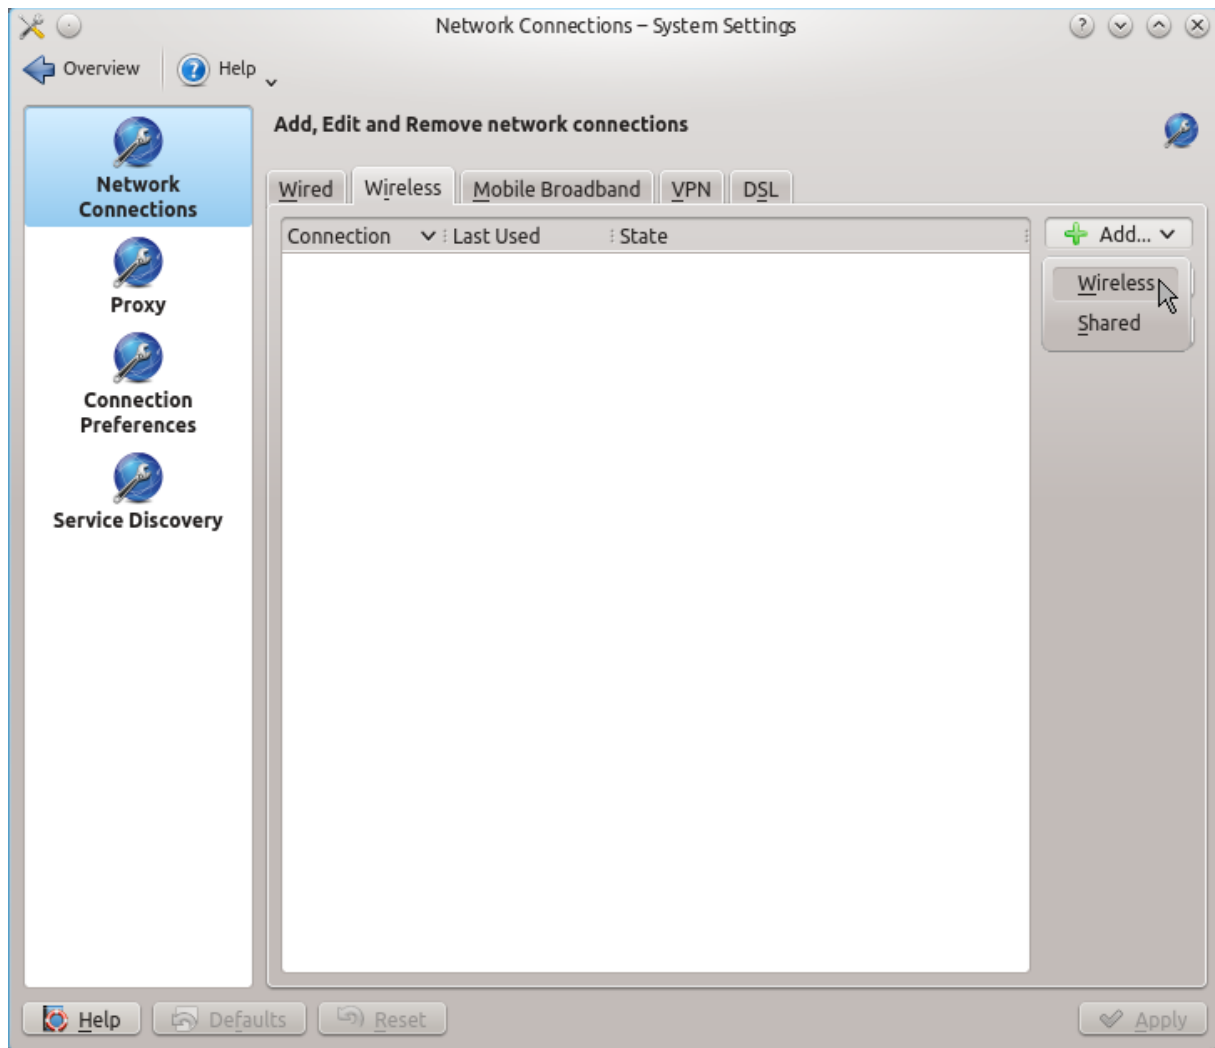 Network Connections – System Settings
Overview
Help
Network
Connections
Proxy
Connection
Preferences
Service Discovery
Add, Edit and Remove network connections
Wired
Wireless
Mobile Broadband
VPN
DSL
Connection
Last Used
State
Add...
Wireless
Shared
Help
Defaults
Reset
Apply